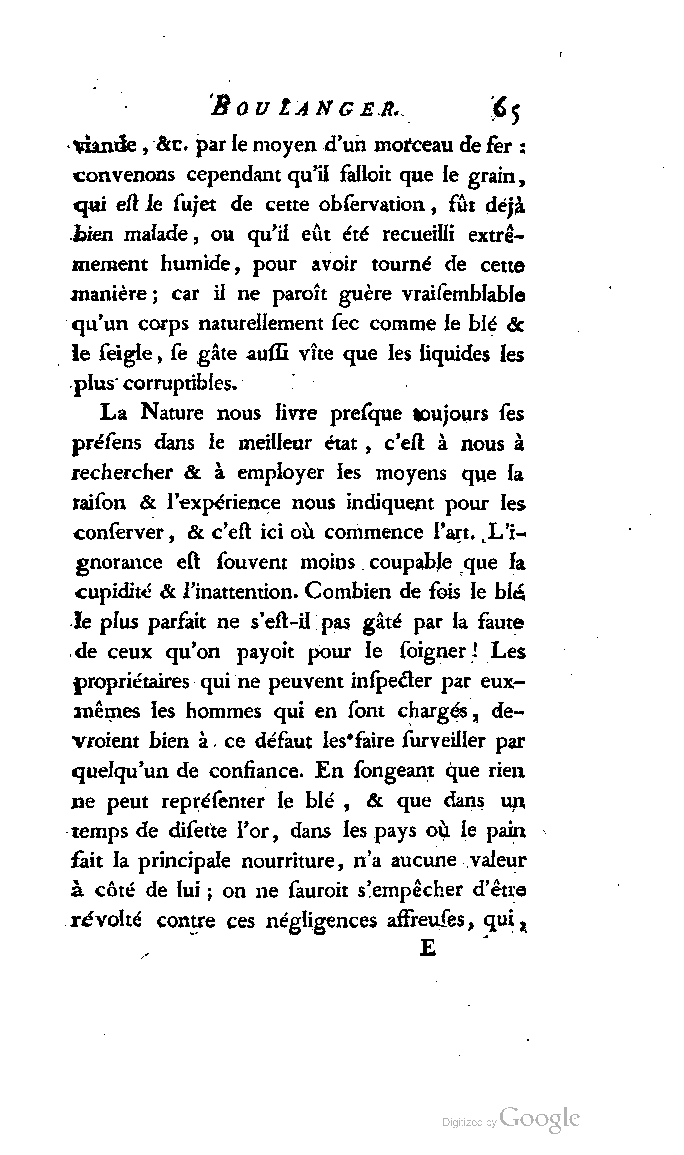 BOULANGER. 65
viande, &c. par le moyen d'un morceau de fer :
convenons cependant qu'il falloit que le grain,
qui eſt le ſujet de cette obſervation, fût déjà
bien malade, ou qu'il eût été recueilli extrê-
mement humide, pour avoir tourné de cette
manière ; car il ne paroît guère vraiſemblable
qu'un corps naturellement ſec comme le blé &
le ſeigle, ſe gâte auſſi vîte que les liquides les
plus corruptibles.
La Nature nous livre preſque toujours ſes
préſens dans le meilleur état, c'eſt à nous à
rechercher & à employer les moyens que la
raiſon & l'expérience nous indiquent pour les
conſerver, & c'eſt ici où commence l'art. L'i-
gnorance eſt ſouvent moins coupable que la
cupidité & l'inattention. Combien de fois le blé
le plus parfait ne s'eſt-il pas gâté par la faute
de ceux qu'on payoit pour le ſoigner ! Les
propriétaires qui ne peuvent inſpecter par eux-
mêmes les hommes qui en ſont chargés, de-
vroient bien à ce défaut les faire ſurveiller par
quelqu'un de confiance. En ſongeant que rien
ne peut repréſenter le blé, & que dans un
temps de diſette l'or, dans les pays où le pain
fait la principale nourriture, n'a aucune valeur
à côté de lui ; on ne ſauroit s'empêcher d'être
révolté contre ces négligences affreuſes, qui,
E
Digitized by Google